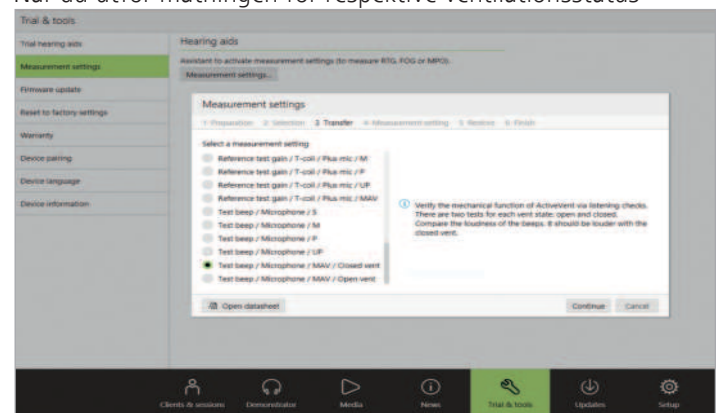 När du utför mätningen för respektive ventilationsstatus
Trial & tools
Trial hearing aids
Measurement settings
Firmware update
Reset to factory settings
Warranty
Device pairing
Device language
Device information
Hearing aids
Assistant to activate measurement settings (to measure RTG, FOG or MPO).
Measurement settings...
Measurement settings
1 Preparation 2 Selection 3 Transfer 4 Measurement setting 5 Restore 6 Finish
Select a measurement setting
Reference test gain / T-coil / Plus mic / M
Reference test gain / T-coil / Plus mic / P
Reference test gain / T-coil / Plus mic / UP
Reference test gain / T-coil / Plus mic / MAV
Test beep / Microphone / S
Test beep / Microphone / M
Test beep / Microphone / P
Test beep / Microphone / UP
Test beep / Microphone / MAV / Closed vent
Test beep / Microphone / MAV / Open vent
Verify the mechanical function of ActiveVent via listening checks.
There are two tests for each vent state: open and closed.
Compare the loudness of the beeps. It should be louder with the
closed vent.
Open datasheet
Continue
Cancel
Clients & sessions
Demonstrator
Media
News
Trial & tools
Updates
Setup